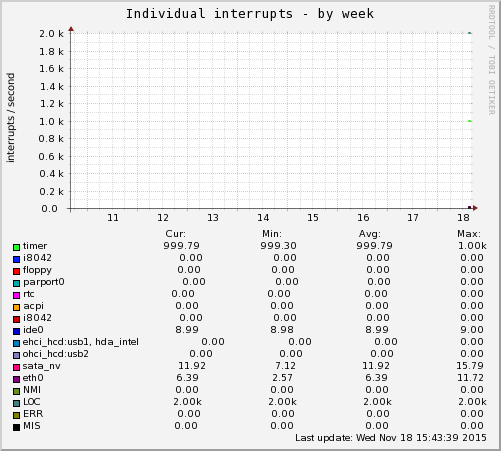 Individual interrupts - by week
RRDTOOL / TOBI OETIKER
interrupts / second
2.0 k
1.8 k
1.6 k
1.4 k
1.2 k
1.0 k
0.8 k
0.6 k
0.4 k
0.2 k
0.0
11 12 13 14 15 16 17 18
Cur: Min: Avg: Max:
timer 999.79 999.30 999.79 1.00k
i8042 0.00 0.00 0.00 0.00
floppy 0.00 0.00 0.00 0.00
parport0 0.00 0.00 0.00 0.00
rtc 0.00 0.00 0.00 0.00
acpi 0.00 0.00 0.00 0.00
i8042 0.00 0.00 0.00 0.00
ide0 8.99 8.98 8.99 9.00
ehci_hcd:usb1, hda_intel 0.00 0.00 0.00 0.00
ohci_hcd:usb2 0.00 0.00 0.00 0.00
sata_nv 11.92 7.12 11.92 15.79
eth0 6.39 2.57 6.39 11.72
NMI 0.00 0.00 0.00 0.00
LOC 2.00k 2.00k 2.00k 2.00k
ERR 0.00 0.00 0.00 0.00
MIS 0.00 0.00 0.00 0.00
Last update: Wed Nov 18 15:43:39 2015